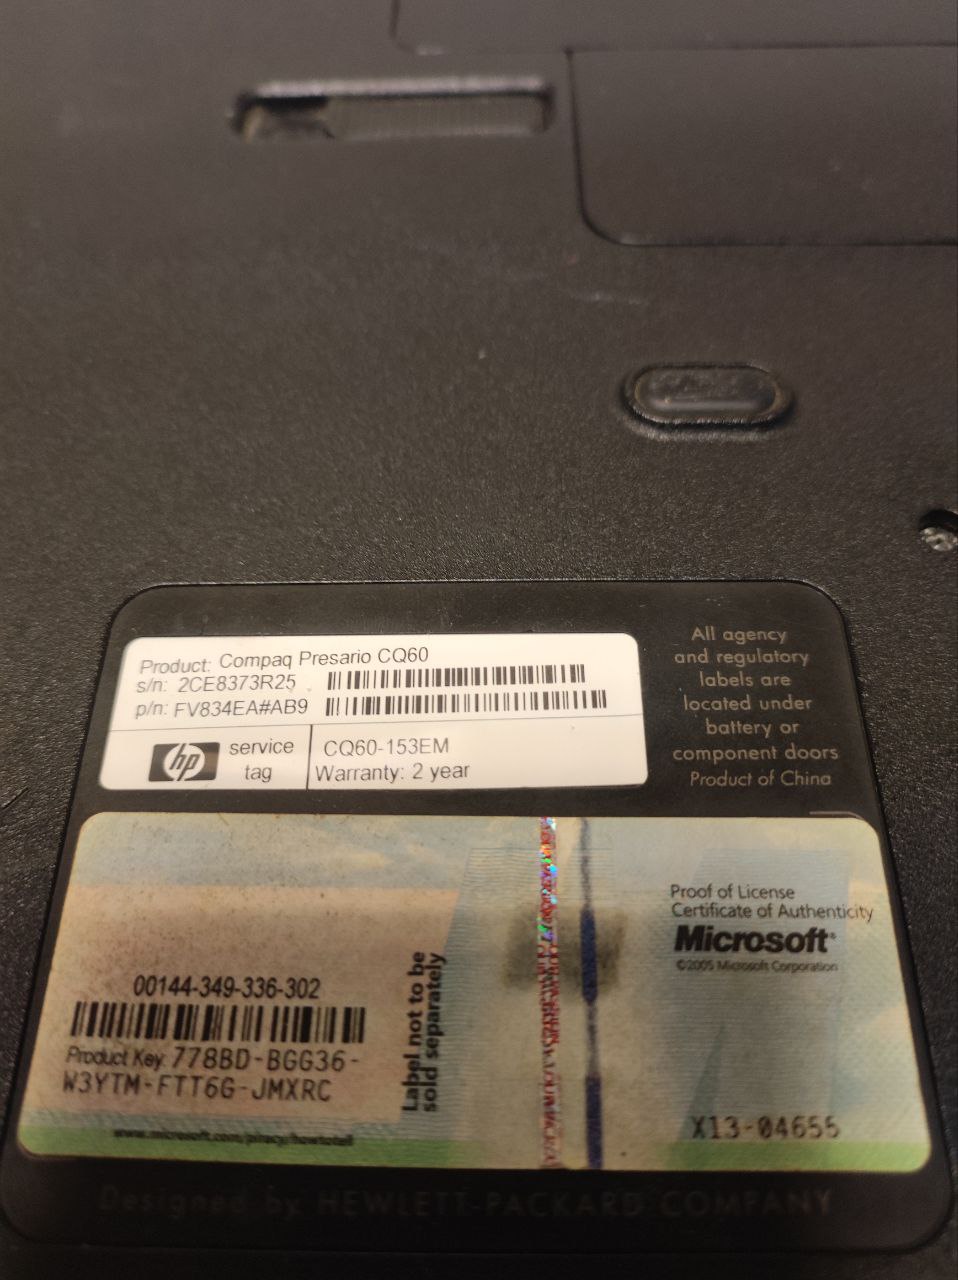 Product: Compaq Presario CQ60
s/n: 2CE8373R25
p/n: FV834EA#AB9
hp
service
tag
CQ60-153EM
Warranty: 2 year
All agency
and regulatory
labels are
located under
battery or
component doors
Product of China
Proof of License
Certificate of Authenticity
Microsoft®
©2005 Microsoft Corporation
00144-349-336-302
Product Key: 778BD-BGG36-
W3YTM-FTT6G-JMXRC
Label not to be
sold separately
www.microsoft.com/piracy/howtotell
X13-04655
Designed by HEWLETT-PACKARD COMPANY